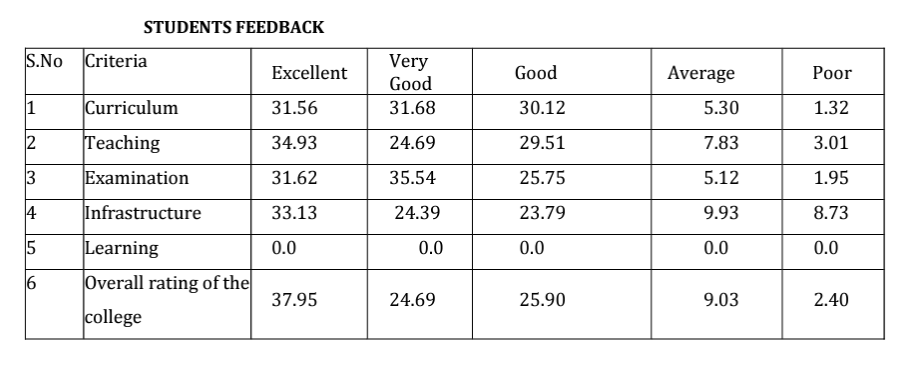 STUDENTS FEEDBACK
S.No Criteria Excellent Very Good Good Average Poor
1 Curriculum 31.56 31.68 30.12 5.30 1.32
2 Teaching 34.93 24.69 29.51 7.83 3.01
3 Examination 31.62 35.54 25.75 5.12 1.95
4 Infrastructure 33.13 24.39 23.79 9.93 8.73
5 Learning 0.0 0.0 0.0 0.0 0.0
6 Overall rating of the college 37.95 24.69 25.90 9.03 2.40